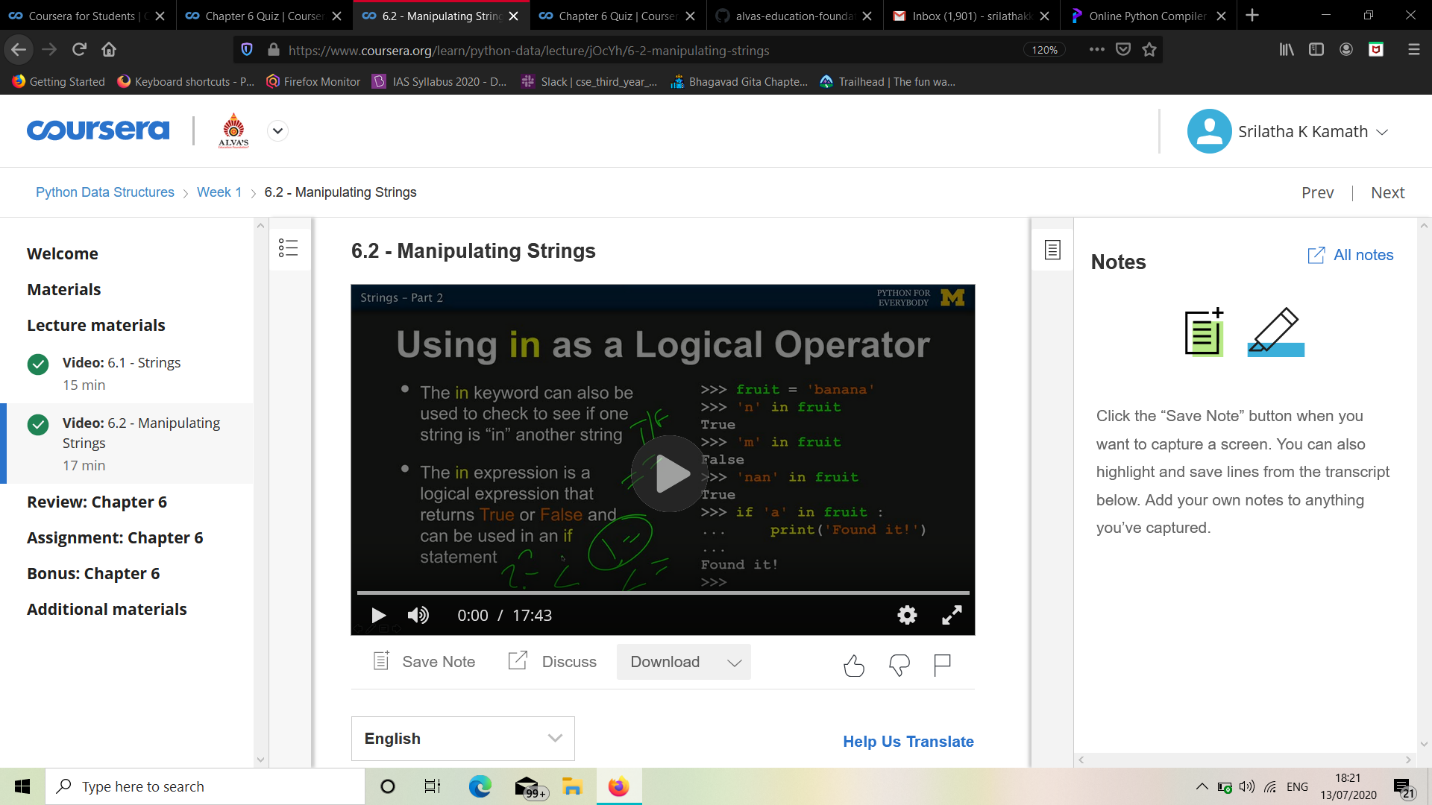 Coursera for Students | C
Chapter 6 Quiz | Courser
6.2 - Manipulating String
Chapter 6 Quiz | Courser
alvas-education-founda
Inbox (1,901) - srilathakk
Online Python Compiler
https://www.coursera.org/learn/python-data/lecture/jOcYh/6-2-manipulating-strings
120%
Getting Started
Keyboard shortcuts - P...
Firefox Monitor
IAS Syllabus 2020 - D...
Slack | cse_third_year_...
Bhagavad Gita Chapte...
Trailhead | The fun wa...
coursera
ALVA'S
Srilatha K Kamath
Python Data Structures > Week 1 > 6.2 - Manipulating Strings
Prev | Next
Welcome
Materials
Lecture materials
Video: 6.1 - Strings
15 min
Video: 6.2 - Manipulating
Strings
17 min
Review: Chapter 6
Assignment: Chapter 6
Bonus: Chapter 6
Additional materials
6.2 - Manipulating Strings
Strings - Part 2
PYTHON FOR
EVERYBODY
M
Using in as a Logical Operator
The in keyword can also be
used to check to see if one
string is “in” another string
The in expression is a
logical expression that
returns True or False and
can be used in an if
statement
>>> fruit = 'banana'
>>> 'n' in fruit
True
>>> 'm' in fruit
False
>>> 'nan' in fruit
True
>>> if 'a' in fruit :
...     print('Found it!')
...
Found it!
>>>
T/F
0:00 / 17:43
Save Note
Discuss
Download
English
Help Us Translate
Notes
All notes
Click the “Save Note” button when you
want to capture a screen. You can also
highlight and save lines from the transcript
below. Add your own notes to anything
you've captured.
Type here to search
99+
ENG
18:21
13/07/2020
21